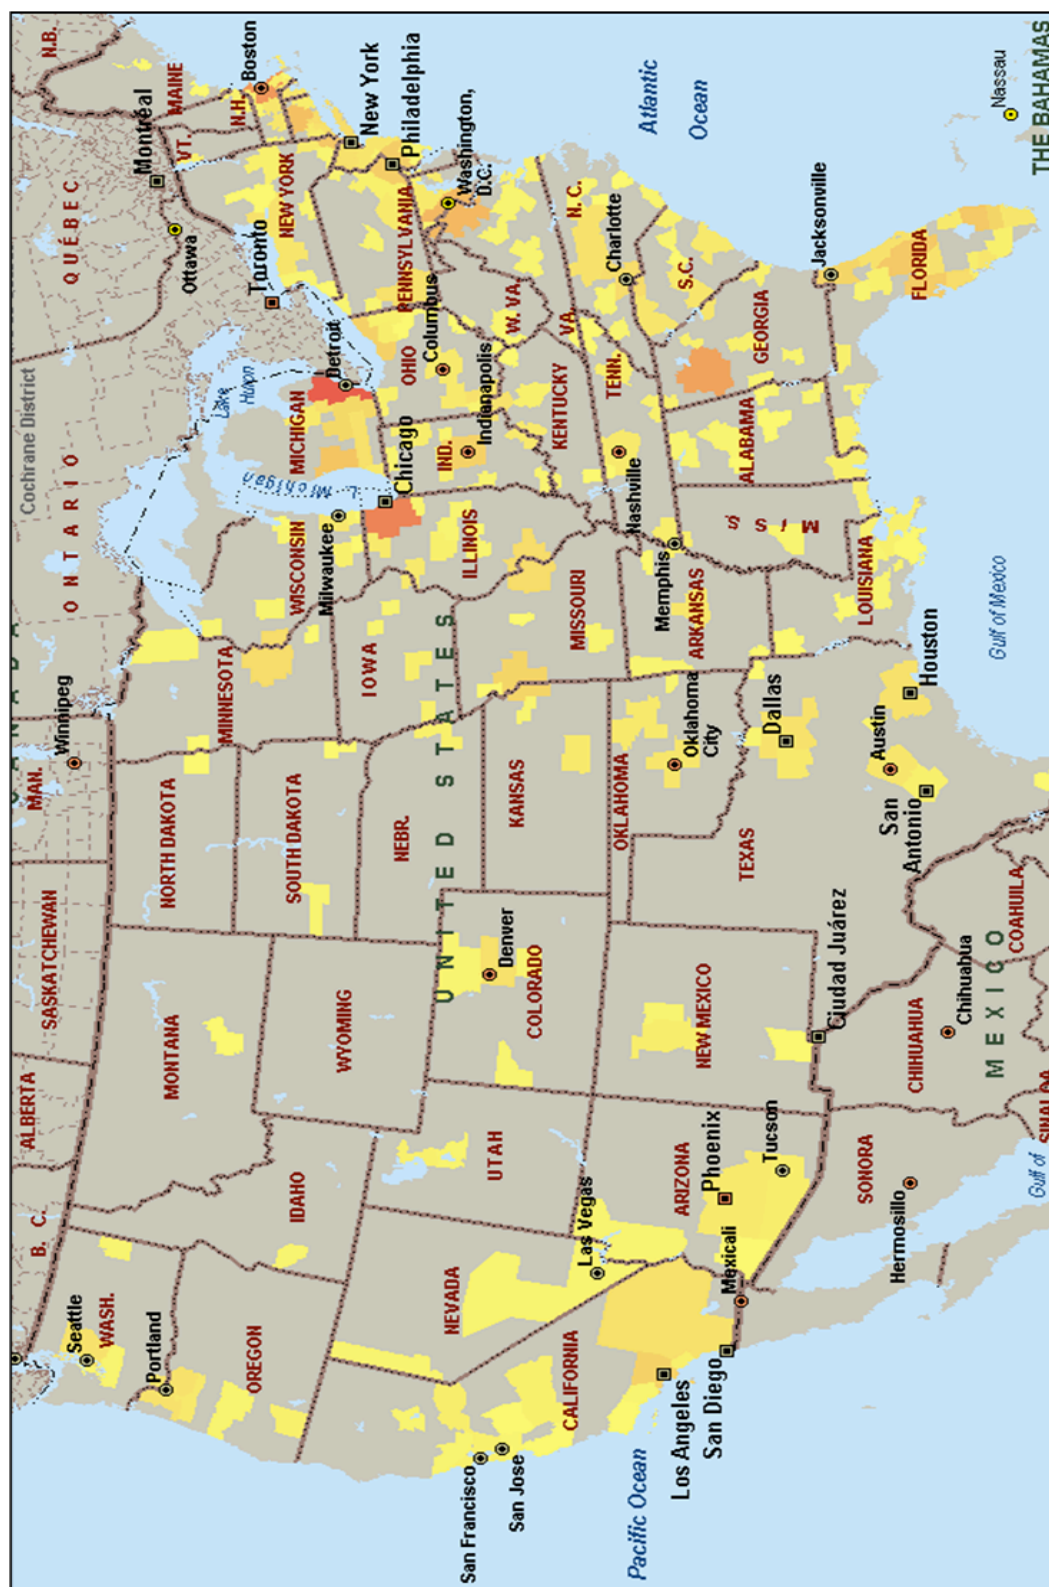 B. C.
ALBERTA
SASKATCHEWAN
MAN.
CANADA
Winnipeg
ONTARIO
Cochrane District
QUÉBEC
N.B.
Montréal
Ottawa
MAINE
VT.
N.H.
Boston
Seattle
WASH.
Portland
MONTANA
NORTH DAKOTA
MINNESOTA
Lake
Huron
Toronto
NEW YORK
New York
OREGON
IDAHO
WYOMING
SOUTH DAKOTA
WISCONSIN
Milwaukee
L. Michigan
MICHIGAN
Detroit
Chicago
PENNSYLVANIA
Philadelphia
Washington,
D.C.
NEVADA
UTAH
NEBR.
IOWA
UNITED STATES
ILLINOIS
IND.
Indianapolis
OHIO
Columbus
W. VA.
VA.
San Francisco
San Jose
CALIFORNIA
Las Vegas
Denver
COLORADO
KANSAS
MISSOURI
KENTUCKY
Nashville
TENN.
Charlotte
N. C.
S.C.
Atlantic
Ocean
Pacific Ocean
Los Angeles
San Diego
Mexicali
ARIZONA
Phoenix
Tucson
NEW MEXICO
OKLAHOMA
Oklahoma
City
Memphis
ARKANSAS
Miss.
ALABAMA
GEORGIA
Jacksonville
TEXAS
Dallas
LOUISIANA
Ciudad Juárez
Austin
San
Antonio
Houston
FLORIDA
Hermosillo
SONORA
CHIHUAHUA
Chihuahua
COAHUILA
MEXICO
Gulf of Mexico
Nassau
THE BAHAMAS
Gulf of
SINALOA